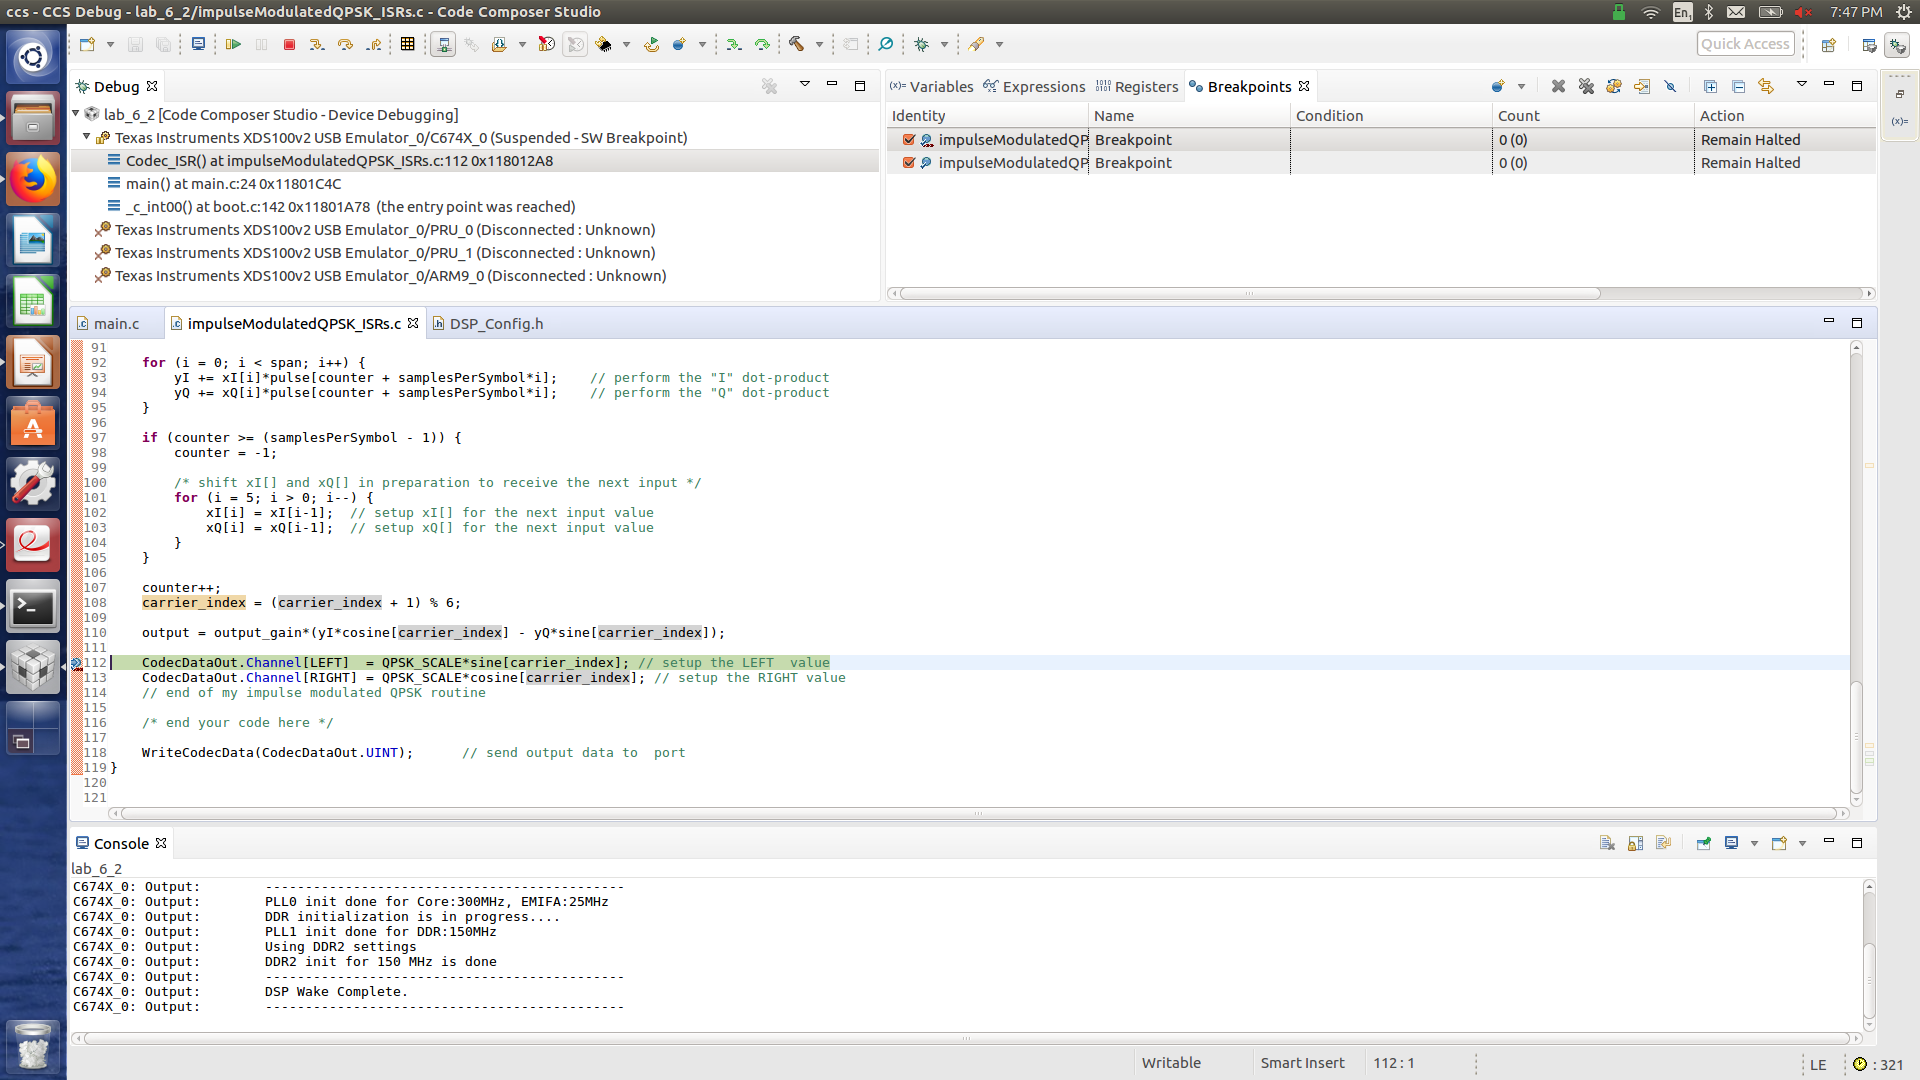 ccs - CCS Debug - lab_6_2/impulseModulatedQPSK_ISRs.c - Code Composer Studio
En1
7:47 PM
Quick Access
Debug
lab_6_2 [Code Composer Studio - Device Debugging]
Texas Instruments XDS100v2 USB Emulator_0/C674X_0 (Suspended - SW Breakpoint)
Codec_ISR() at impulseModulatedQPSK_ISRs.c:112 0x118012A8
main() at main.c:24 0x11801C4C
_c_int00() at boot.c:142 0x11801A78 (the entry point was reached)
Texas Instruments XDS100v2 USB Emulator_0/PRU_0 (Disconnected : Unknown)
Texas Instruments XDS100v2 USB Emulator_0/PRU_1 (Disconnected : Unknown)
Texas Instruments XDS100v2 USB Emulator_0/ARM9_0 (Disconnected : Unknown)
(x)= Variables Expressions 1010 0101 Registers Breakpoints
Identity Name Condition Count Action
impulseModulatedQP Breakpoint 0 (0) Remain Halted
impulseModulatedQP Breakpoint 0 (0) Remain Halted
(x)=
main.c impulseModulatedQPSK_ISRs.c DSP_Config.h
91
92 for (i = 0; i < span; i++) {
93 yI += xI[i]*pulse[counter + samplesPerSymbol*i]; // perform the "I" dot-product
94 yQ += xQ[i]*pulse[counter + samplesPerSymbol*i]; // perform the "Q" dot-product
95 }
96
97 if (counter >= (samplesPerSymbol - 1)) {
98 counter = -1;
99
100 /* shift xI[] and xQ[] in preparation to receive the next input */
101 for (i = 5; i > 0; i--) {
102 xI[i] = xI[i-1]; // setup xI[] for the next input value
103 xQ[i] = xQ[i-1]; // setup xQ[] for the next input value
104 }
105 }
106
107 counter++;
108 carrier_index = (carrier_index + 1) % 6;
109
110 output = output_gain*(yI*cosine[carrier_index] - yQ*sine[carrier_index]);
111
112 CodecDataOut.Channel[LEFT] = QPSK_SCALE*sine[carrier_index]; // setup the LEFT value
113 CodecDataOut.Channel[RIGHT] = QPSK_SCALE*cosine[carrier_index]; // setup the RIGHT value
114 // end of my impulse modulated QPSK routine
115
116 /* end your code here */
117
118 WriteCodecData(CodecDataOut.UINT); // send output data to port
119 }
120
121
Console
lab_6_2
C674X_0: Output: ---------------------------------------------
C674X_0: Output: PLL0 init done for Core:300MHz, EMIFA:25MHz
C674X_0: Output: DDR initialization is in progress....
C674X_0: Output: PLL1 init done for DDR:150MHz
C674X_0: Output: Using DDR2 settings
C674X_0: Output: DDR2 init for 150 MHz is done
C674X_0: Output: ---------------------------------------------
C674X_0: Output: DSP Wake Complete.
C674X_0: Output: ---------------------------------------------
Writable Smart Insert 112 : 1 LE : 321